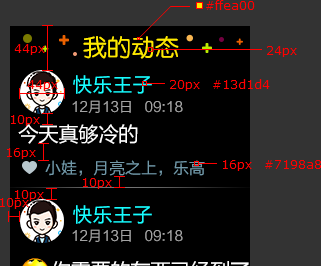 #ffea00
我的动态
44px
24px
44px
快乐王子
20px #13d1d4
12月13日 09:18
10px
今天真够冷的
16px
小娃，月亮之上，乐高
16px #7198a8
10px
10px
10px
快乐王子
12月13日 09:18